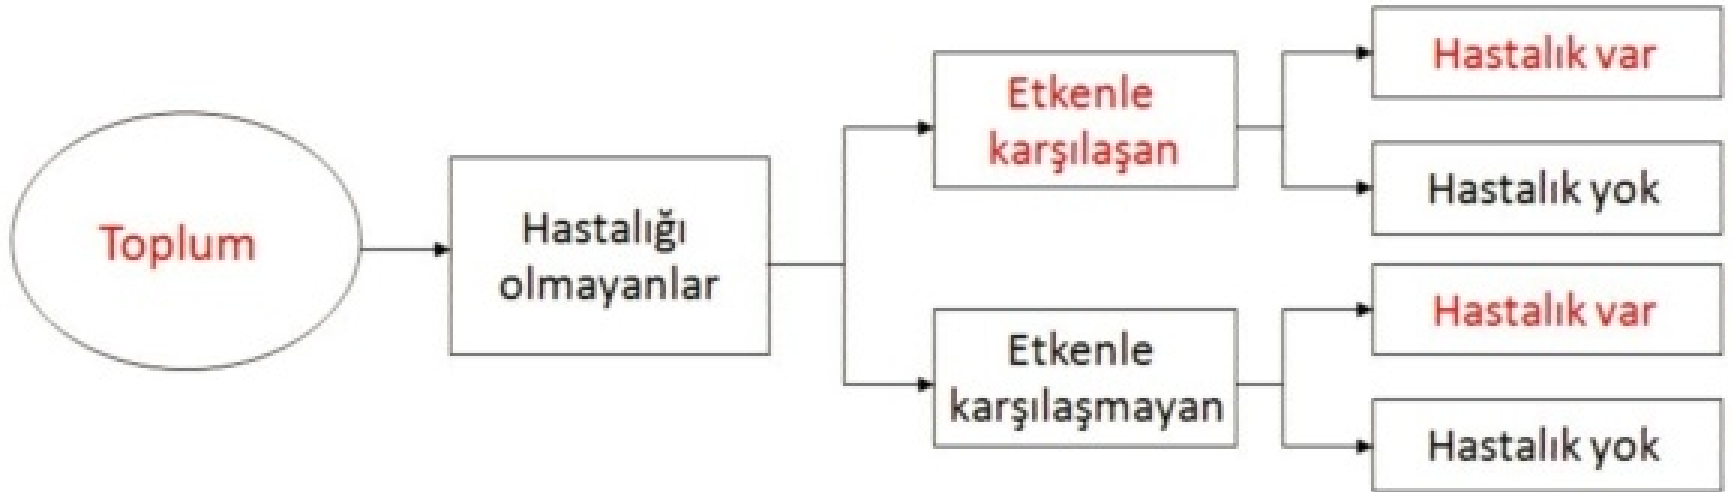 Toplum
Hastalığı
olmayanlar
Etkenle
karşılaşan
Hastalık var
Hastalık yok
Etkenle
karşılaşmayan
Hastalık var
Hastalık yok